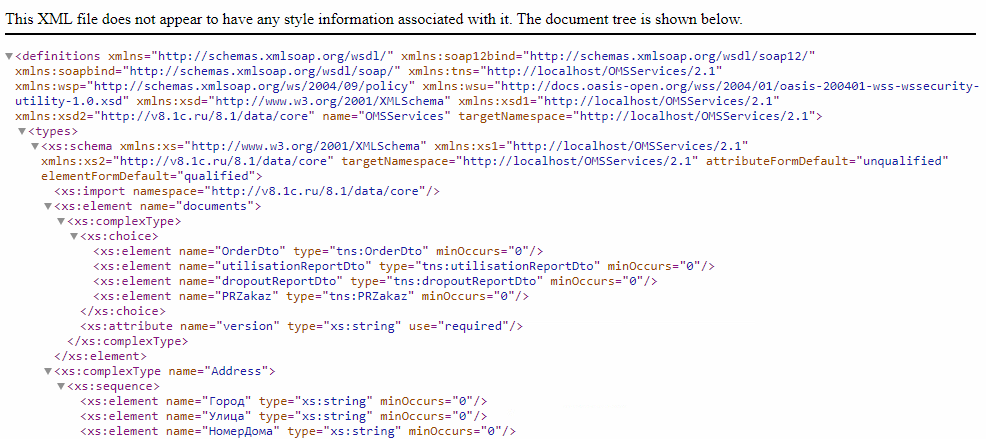 This XML file does not appear to have any style information associated with it. The document tree is shown below.
▼<definitions xmlns="http://schemas.xmlsoap.org/wsdl/" xmlns:soap12bind="http://schemas.xmlsoap.org/wsdl/soap12/"
xmlns:soapbind="http://schemas.xmlsoap.org/wsdl/soap/" xmlns:tns="http://localhost/OMSServices/2.1"
xmlns:wsp="http://schemas.xmlsoap.org/ws/2004/09/policy" xmlns:wsu="http://docs.oasis-open.org/wss/2004/01/oasis-200401-wss-wssecurity-
utility-1.0.xsd" xmlns:xsd="http://www.w3.org/2001/XMLSchema" xmlns:xsd1="http://localhost/OMSServices/2.1"
xmlns:xsd2="http://v8.1c.ru/8.1/data/core" name="OMSServices" targetNamespace="http://localhost/OMSServices/2.1">
▼<types>
▼<xs:schema xmlns:xs="http://www.w3.org/2001/XMLSchema" xmlns:xs1="http://localhost/OMSServices/2.1"
xmlns:xs2="http://v8.1c.ru/8.1/data/core" targetNamespace="http://localhost/OMSServices/2.1" attributeFormDefault="unqualified"
elementFormDefault="qualified">
<xs:import namespace="http://v8.1c.ru/8.1/data/core"/>
▼<xs:element name="documents">
▼<xs:complexType>
▼<xs:choice>
<xs:element name="OrderDto" type="tns:OrderDto" minOccurs="0"/>
<xs:element name="utilisationReportDto" type="tns:utilisationReportDto" minOccurs="0"/>
<xs:element name="dropoutReportDto" type="tns:dropoutReportDto" minOccurs="0"/>
<xs:element name="PRZakaz" type="tns:PRZakaz" minOccurs="0"/>
</xs:choice>
<xs:attribute name="version" type="xs:string" use="required"/>
</xs:complexType>
</xs:element>
▼<xs:complexType name="Address">
▼<xs:sequence>
<xs:element name="Город" type="xs:string" minOccurs="0"/>
<xs:element name="Улица" type="xs:string" minOccurs="0"/>
<xs:element name="НомерДома" type="xs:string" minOccurs="0"/>